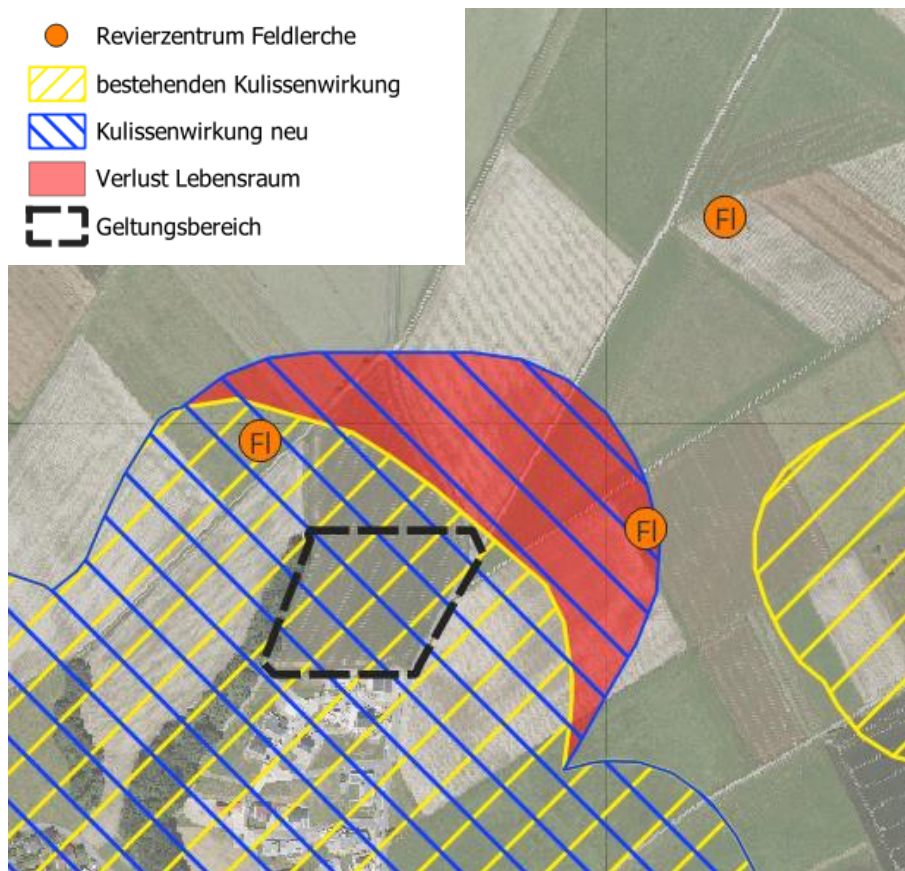 Revierzentrum Feldlerche
bestehenden Kulissenwirkung
Kulissenwirkung neu
Verlust Lebensraum
Geltungsbereich
Fl
Fl
Fl